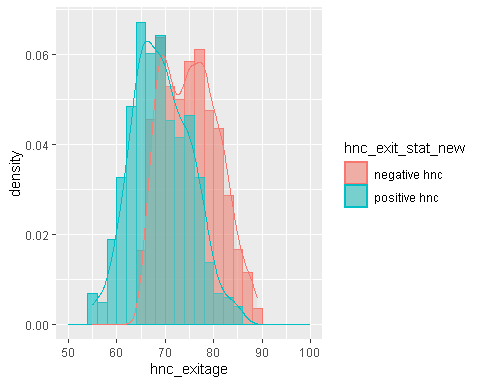 0.06
0.04
0.02
0.00
density
50
60
70
80
90
100
hnc_exitage
hnc_exit_stat_new
negative hnc
positive hnc